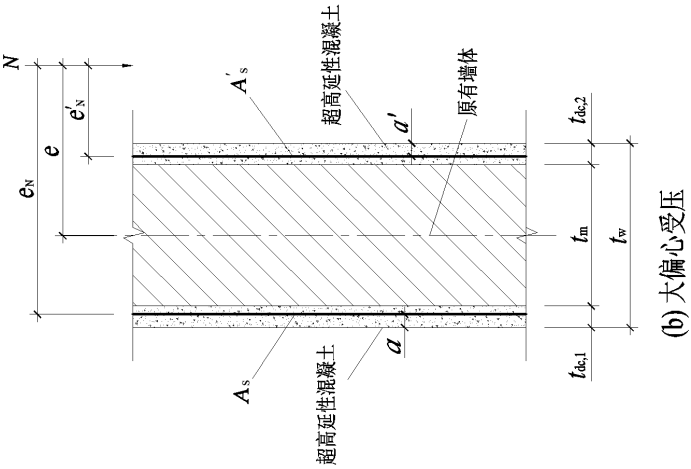 N
e'N
e
eN
A's
超高延性混凝土
a'
原有墙体
As
超高延性混凝土
a
tdc,2
tm
tw
tdc,1
(b) 大偏心受压